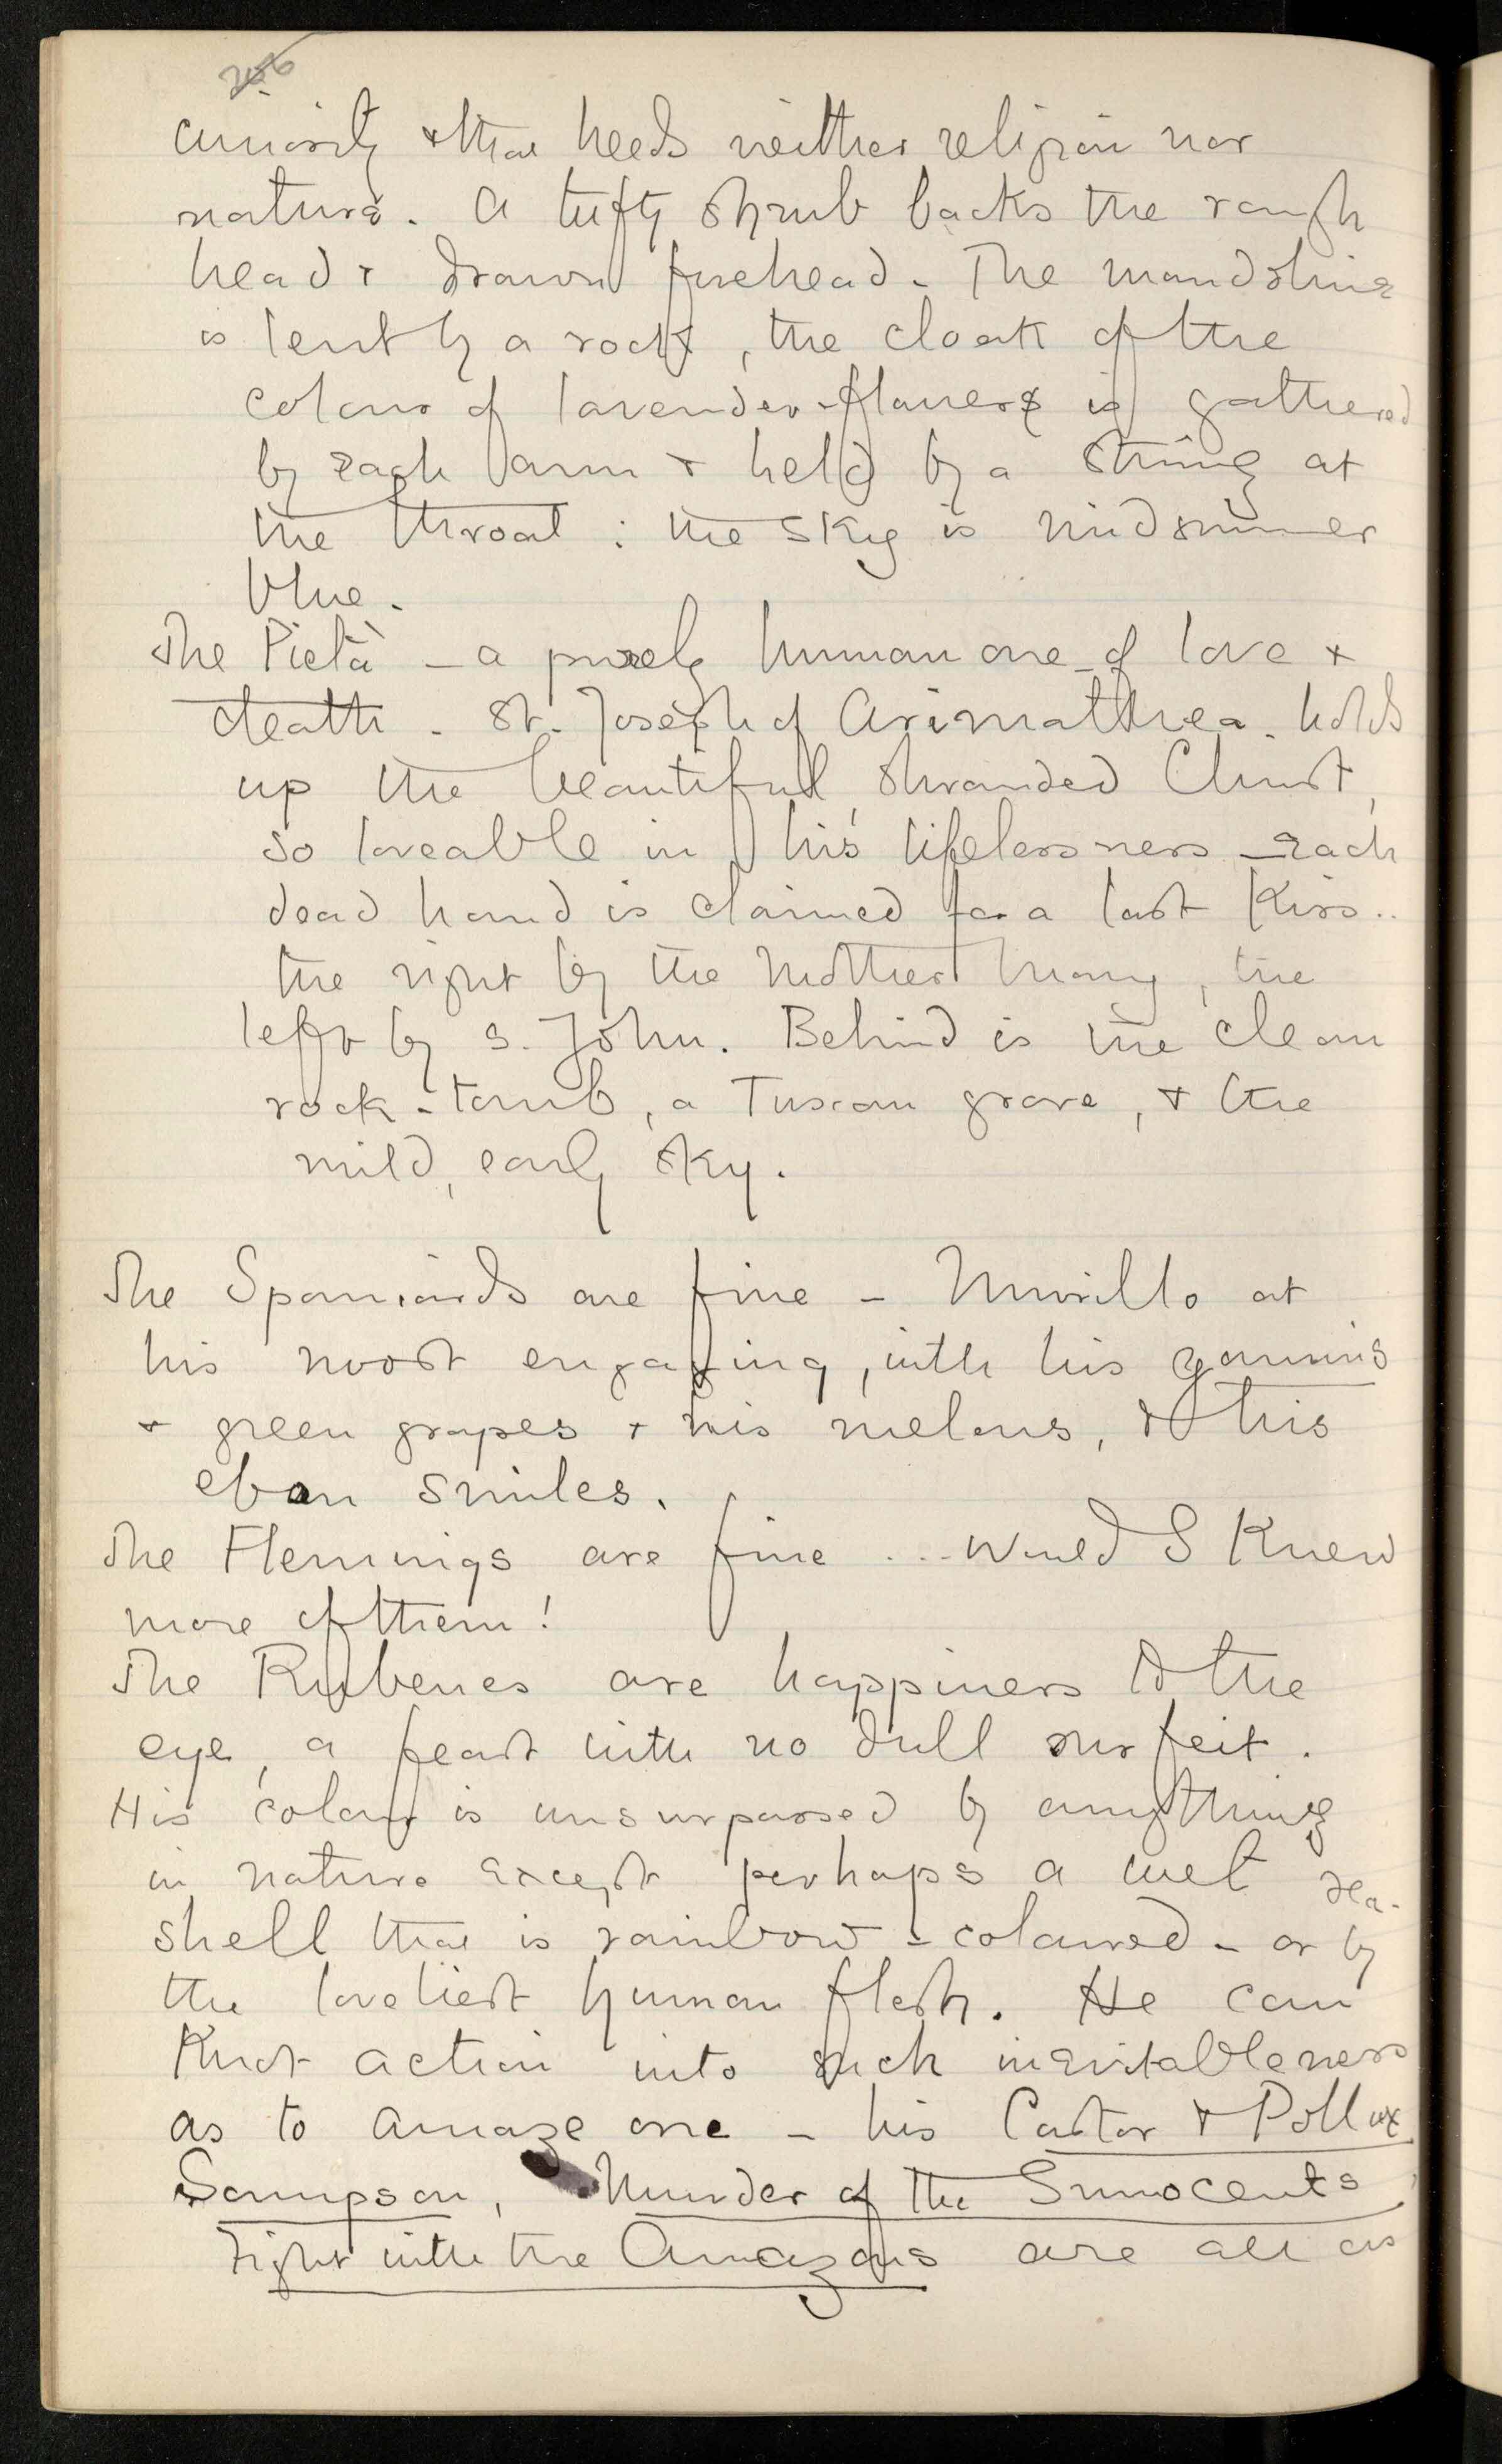 curiosity & that heeds neither religion nor
nature. A tufty shrub backs the rough
head & drawn forehead. The
is lent by a rock, the cloak of the
colour of lavender-flowers is gathered
by each arm & held by a string at
the throat : the sky is midsummer
blue.
The Pietà – a purely human one – of love &
death. St. Joseph of Arimathea. holds
up the beautiful, shrouded Christ,
so loveable in his lifelessness – Each
dead hand is claimed for a last Kiss..
the right by the Mother Mary, the
left by S. John. Behind is the clean
rock-tomb, a Tuscan grove, & the
mild, early sky.
The Spaniards are fine – Murillo at
his most engaging, with his gamins
& green grapes & his melons, & his
ebon smiles.
The Flemings are fine ... Would I Knew
more of them!
The Rubenes are happiness to the
eye, a feast with no dull surfeit.
His colour is unsurpassed by anything
in nature except perhaps a wet sea-
shell that is rainbow-coloured – or by
the loveliest human flesh. He can
Knot action into such inevitableness
as to amaze one – his Castor & Pollux
Sampson, Murder of the Innocents,
Fight with the Amazons are all as